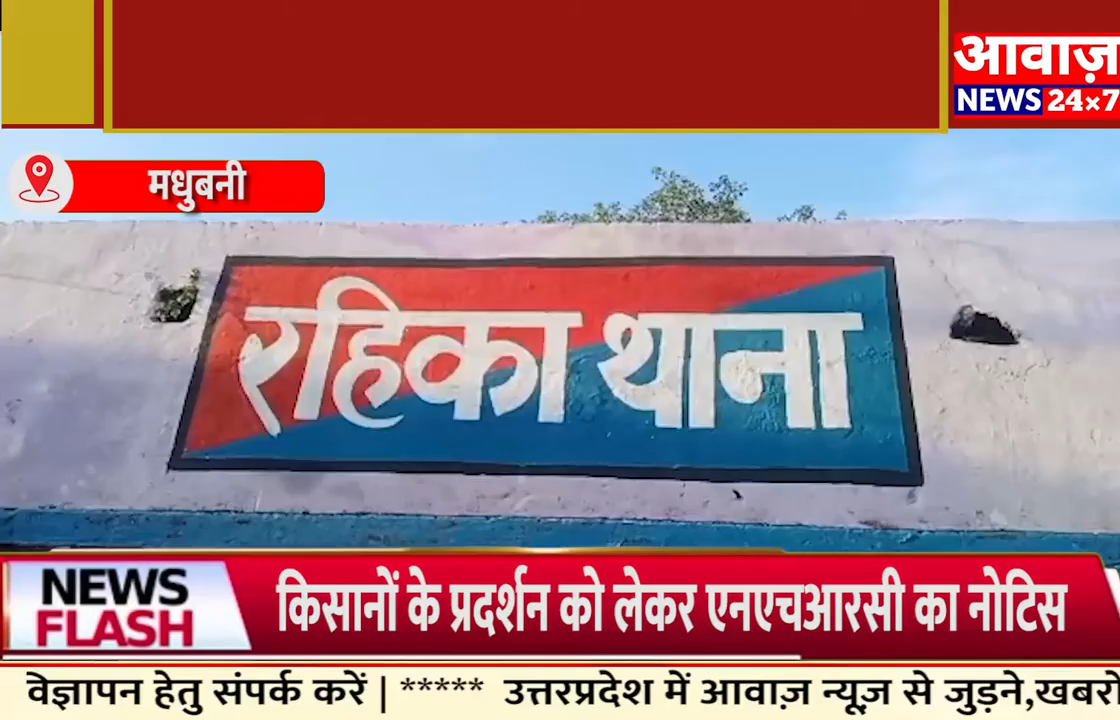 आवाज़
NEWS 24×7
मधुबनी
रहिका थाना
NEWS FLASH
किसानों के प्रदर्शन को लेकर एनएचआरसी का नोटिस
वेज्ञापन हेतु संपर्क करें | ***** उत्तरप्रदेश में आवाज़ न्यूज़ से जुड़ने,खबरो